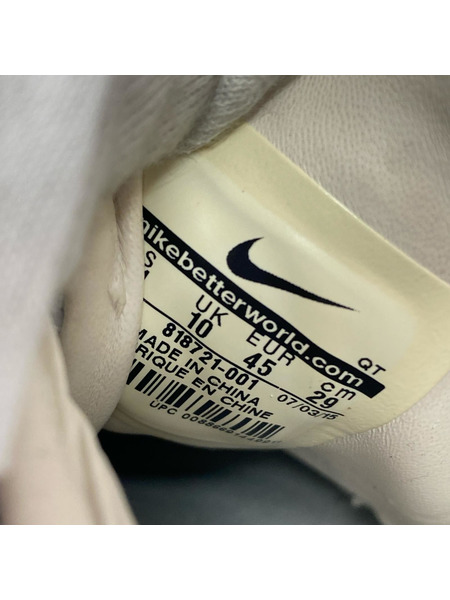 nikebetterworld.com
QT
UK EUR cm
10 45 29
818721-001 07/03/15
MADE IN CHINA
FABRIQUE EN CHINE
UPC